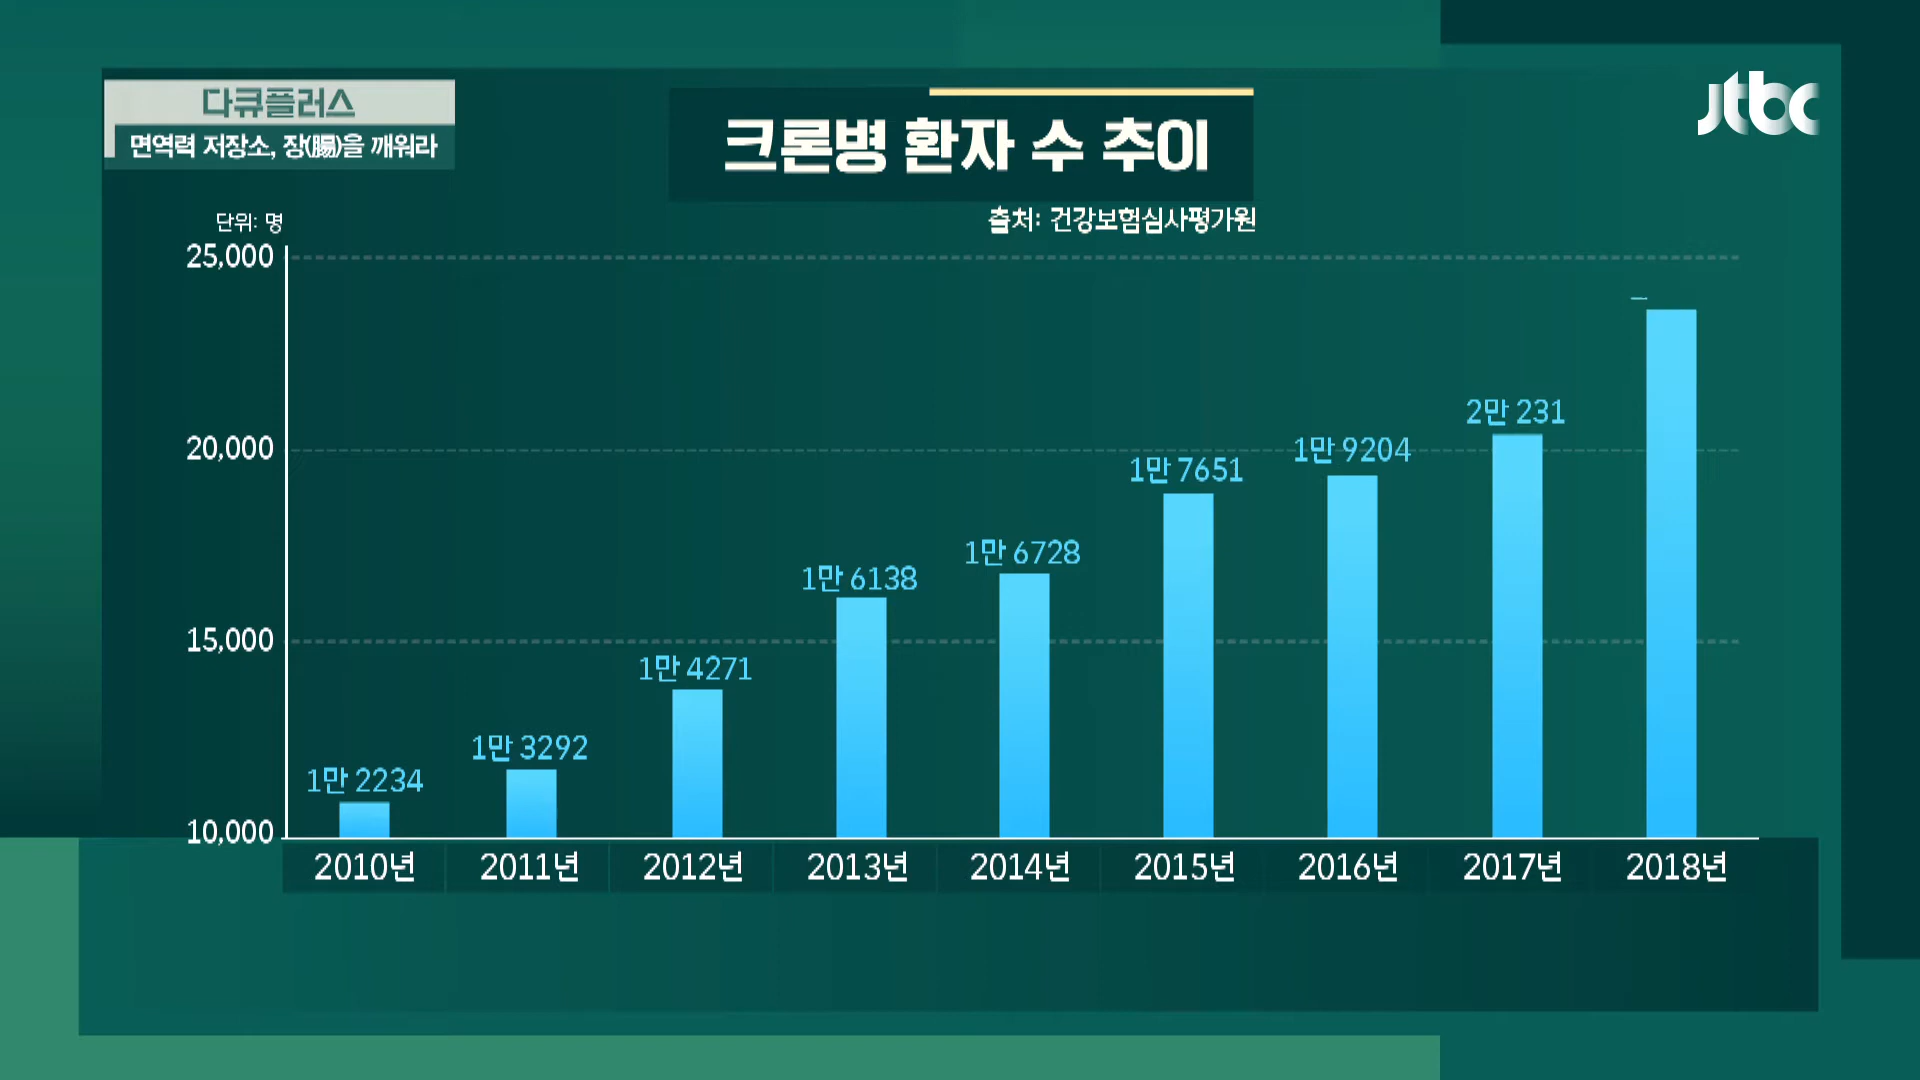 다큐플러스
면역력 저장소, 장(腸)을 깨워라
jtbc
크론병 환자 수 추이
단위: 명
출처: 건강보험심사평가원
25,000
20,000
15,000
10,000
1만 2234
1만 3292
1만 4271
1만 6138
1만 6728
1만 7651
1만 9204
2만 231
2010년 2011년 2012년 2013년 2014년 2015년 2016년 2017년 2018년